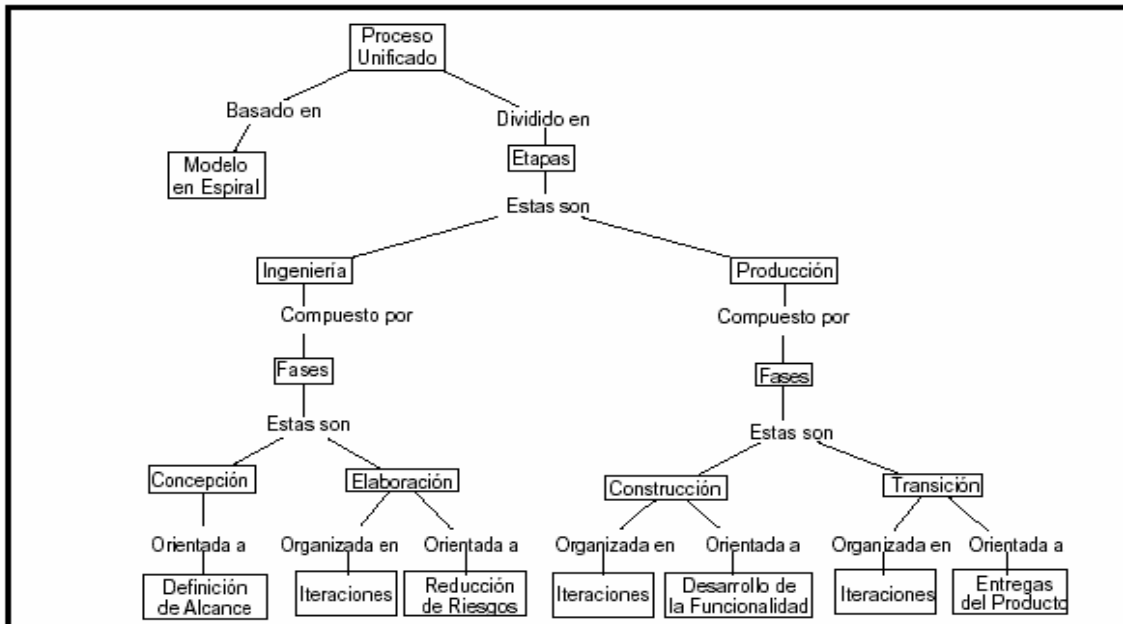 Proceso
Unificado
Basado en
Dividido en
Modelo
en Espiral
Etapas
Estas son
Ingeniería
Producción
Compuesto por
Compuesto por
Fases
Fases
Estas son
Estas son
Concepción
Elaboración
Construcción
Transición
Orientada a
Organizada en
Orientada a
Organizada en
Orientada a
Organizada en
Orientada a
Definición
de Alcance
Iteraciones
Reducción
de Riesgos
Iteraciones
Desarrollo de
la Funcionalidad
Iteraciones
Entregas
del Producto